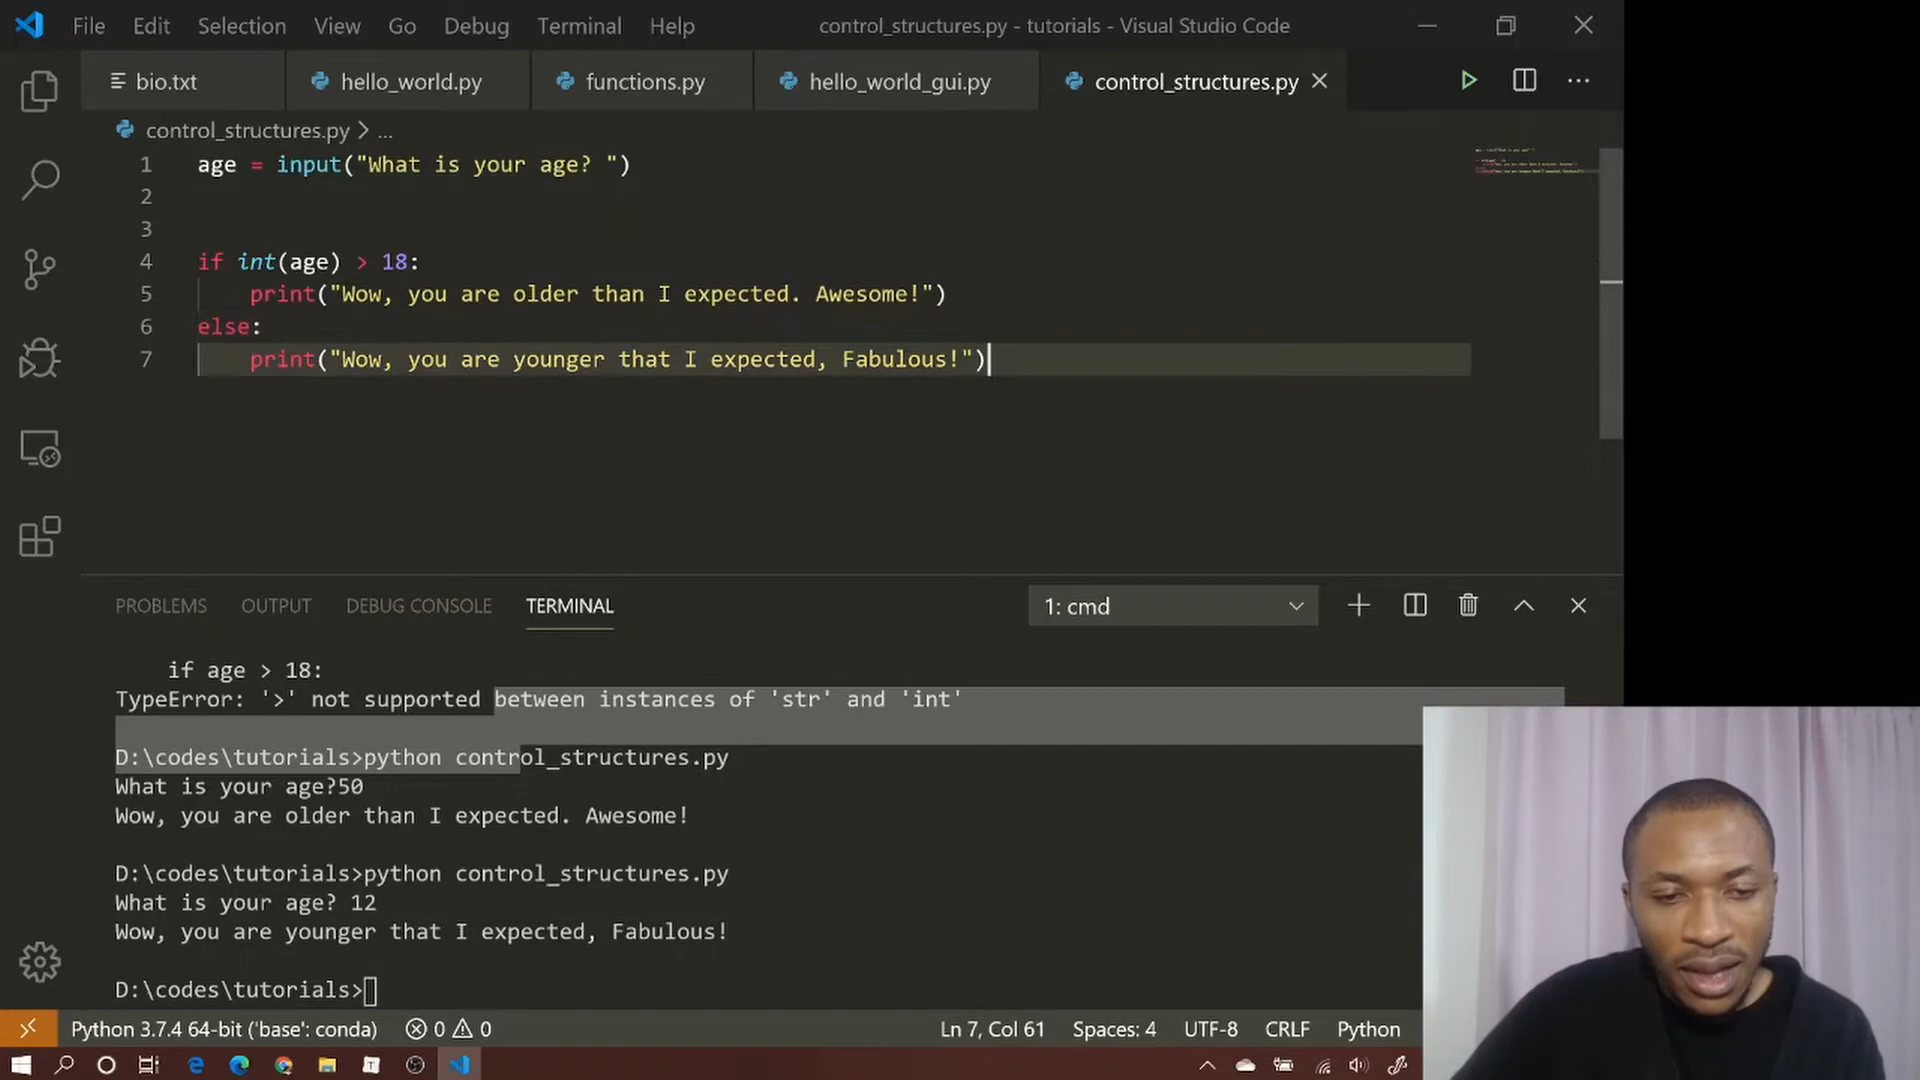 File Edit Selection View Go Debug Terminal Help control_structures.py - tutorials - Visual Studio Code
bio.txt hello_world.py functions.py hello_world_gui.py control_structures.py
control_structures.py > ...
1 age = input("What is your age? ")
2
3
4 if int(age) > 18:
5 print("Wow, you are older than I expected. Awesome!")
6 else:
7 print("Wow, you are younger that I expected, Fabulous!")
PROBLEMS OUTPUT DEBUG CONSOLE TERMINAL 1: cmd
if age > 18:
TypeError: '>' not supported between instances of 'str' and 'int'
D:\codes\tutorials>python control_structures.py
What is your age?50
Wow, you are older than I expected. Awesome!
D:\codes\tutorials>python control_structures.py
What is your age? 12
Wow, you are younger that I expected, Fabulous!
D:\codes\tutorials>
Python 3.7.4 64-bit ('base': conda) 0 0 Ln 7, Col 61 Spaces: 4 UTF-8 CRLF Python